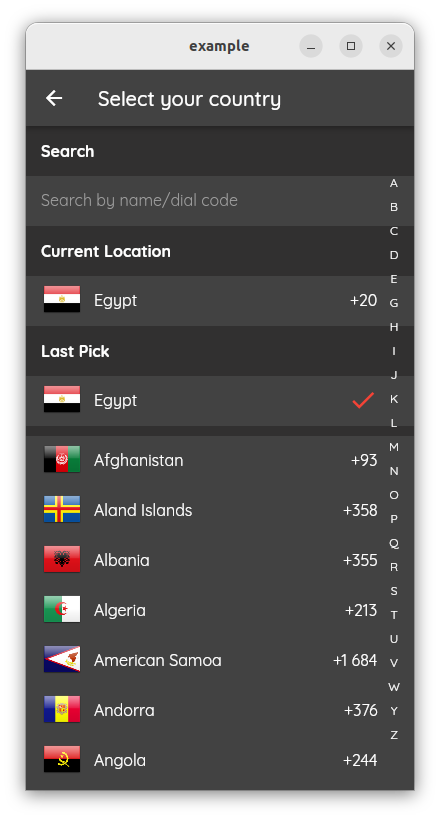 example
Select your country
Search
Search by name/dial code
Current Location
Egypt +20
Last Pick
Egypt
Afghanistan +93
Aland Islands +358
Albania +355
Algeria +213
American Samoa +1 684
Andorra +376
Angola +244
A
B
C
D
E
G
H
I
J
K
L
M
N
O
P
Q
R
S
T
U
V
W
Y
Z